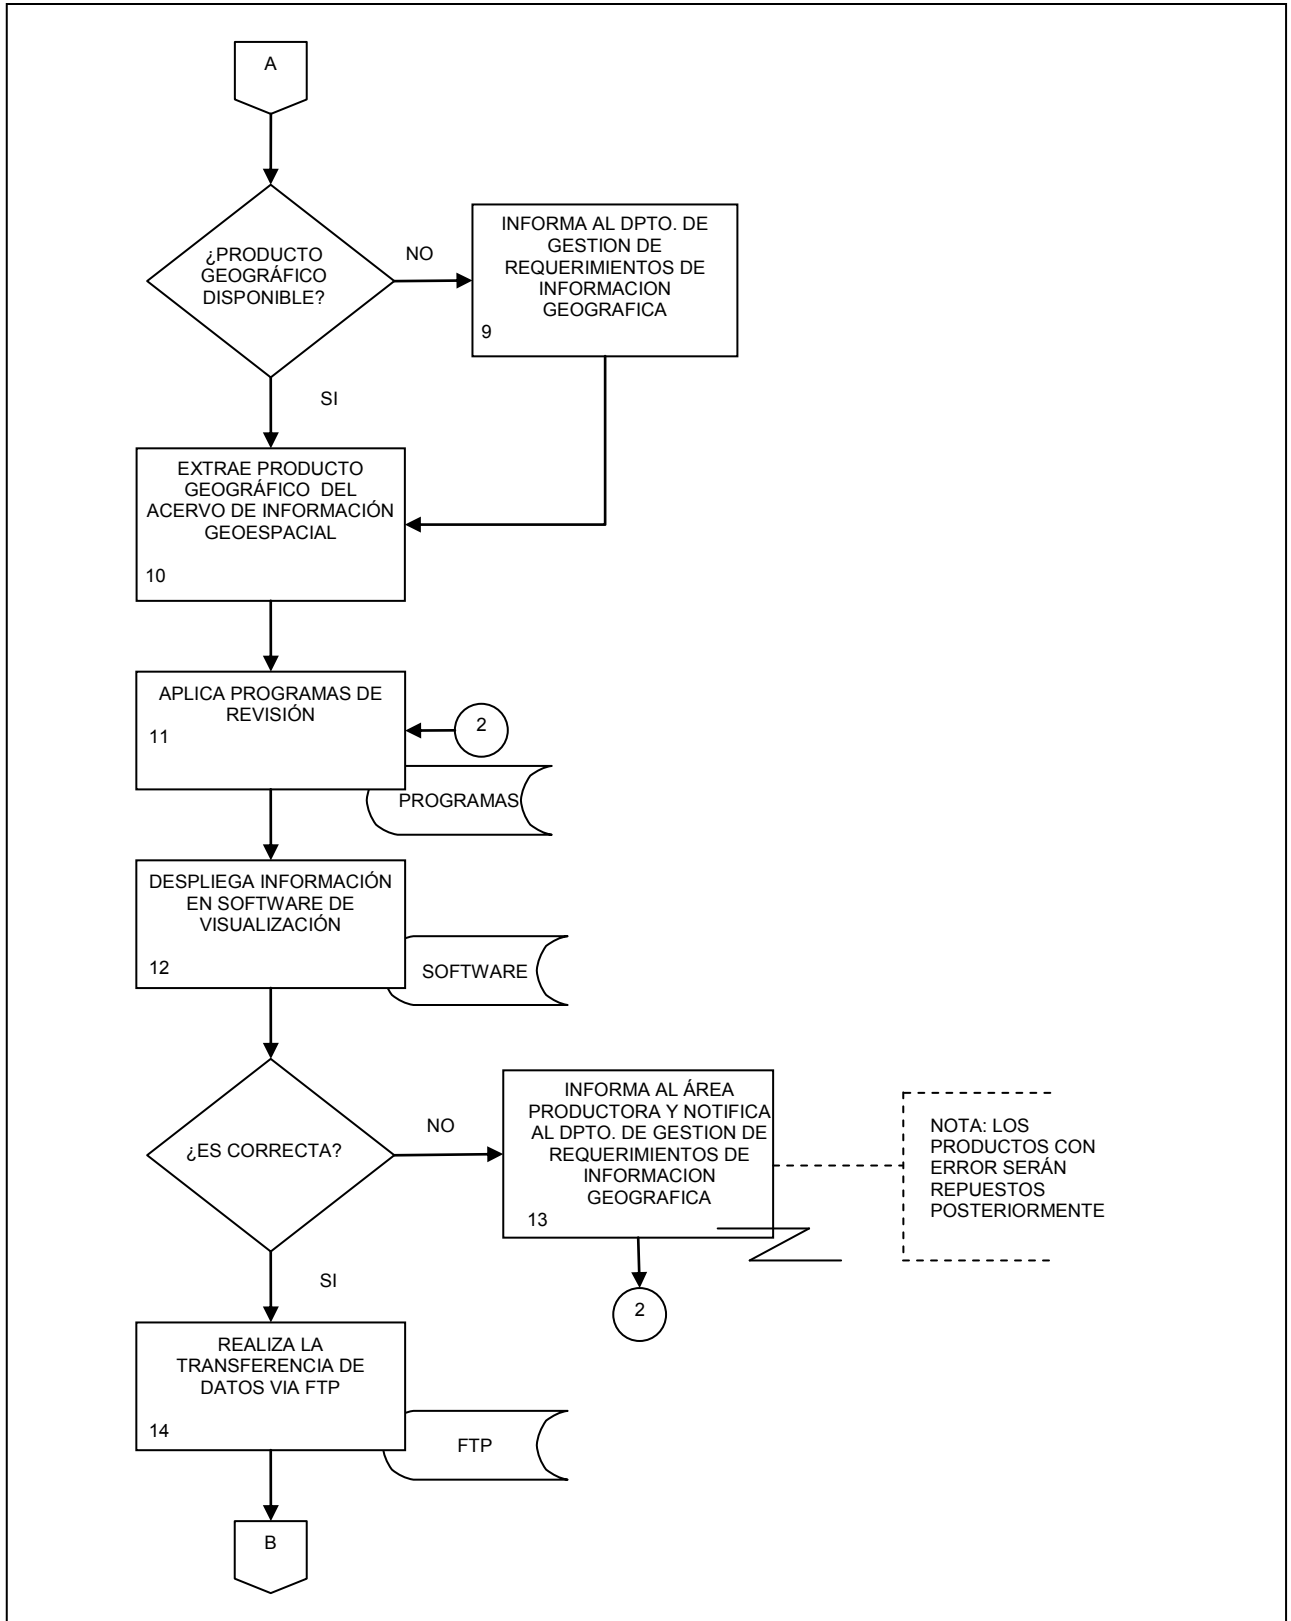 A
¿PRODUCTO
GEOGRÁFICO
DISPONIBLE?
NO
INFORMA AL DPTO. DE
GESTION DE
REQUERIMIENTOS DE
INFORMACION
GEOGRAFICA
9
SI
EXTRAE PRODUCTO
GEOGRÁFICO DEL
ACERVO DE INFORMACIÓN
GEOESPACIAL
10
APLICA PROGRAMAS DE
REVISIÓN
11
2
PROGRAMAS
DESPLIEGA INFORMACIÓN
EN SOFTWARE DE
VISUALIZACIÓN
12
SOFTWARE
¿ES CORRECTA?
NO
INFORMA AL ÁREA
PRODUCTORA Y NOTIFICA
AL DPTO. DE GESTION DE
REQUERIMIENTOS DE
INFORMACION
GEOGRAFICA
13
NOTA: LOS
PRODUCTOS CON
ERROR SERÁN
REPUESTOS
POSTERIORMENTE
2
SI
REALIZA LA
TRANSFERENCIA DE
DATOS VIA FTP
14
FTP
B